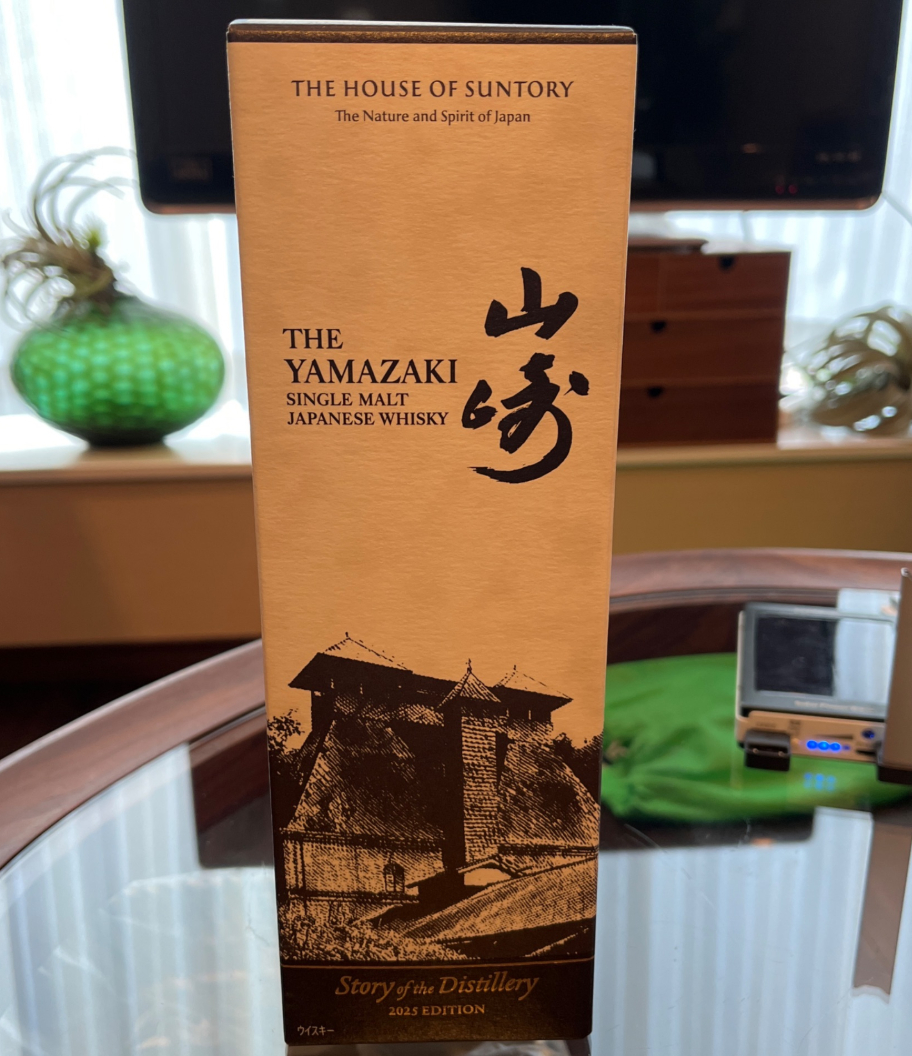 THE HOUSE OF SUNTORY
The Nature and Spirit of Japan
山崎
THE
YAMAZAKI
SINGLE MALT
JAPANESE WHISKY
Story of the Distillery
2025 EDITION
ウイスキー